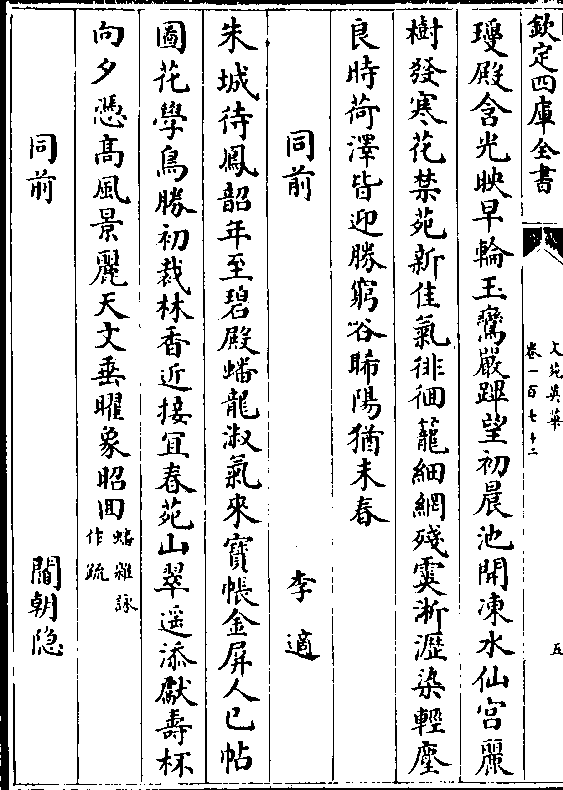 欽定四庫全書
文苑英華
卷一百七十二
五
璦殿含光映早輪玉鸞嚴蹕望初晨池開凍水仙宮麗
樹發寒花禁苑新佳氣徘徊籠細網殘霙淅瀝染輕塵
良時荷澤皆迎勝窮谷睎陽猶未春
同前 李適
朱城待鳳韶年至碧殿蟠龍淑氣來寳帳金屏人已帖
圖花學鳥勝初裁林香近接宜春苑山翠遥添獻壽杯
向夕憑高風景麗天文垂曜象昭回
蟠雜詠
作疏
同前 閻朝隐